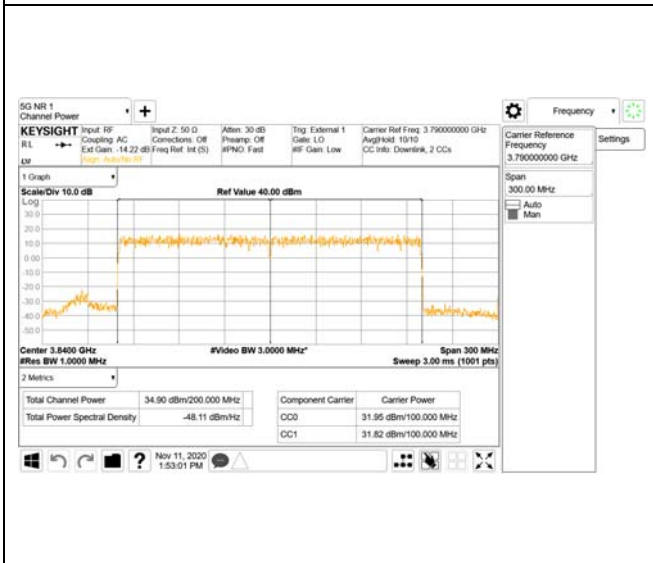 5G NR 1
Channel Power
Frequency
KEYSIGHT
RL
Input: RF
Coupling: AC
Ext Gain: -14.22 dB
Align: Auto/No RF
Input Z: 50 Ω
Corrections: Off
Freq Ref: Int (S)
Atten: 30 dB
Preamp: Off
#PNO: Fast
Trig: External 1
Gate: LO
#IF Gain: Low
Carrier Ref Freq: 3.790000000 GHz
Avg|Hold: 10/10
CC Info: Downlink, 2 CCs
Carrier Reference
Frequency
3.790000000 GHz
Settings
Span
300.00 MHz
Auto
Man
1 Graph
Scale/Div 10.0 dB
Ref Value 40.00 dBm
Log
30.0
20.0
10.0
0.00
-10.0
-20.0
-30.0
-40.0
-50.0
Center 3.8400 GHz
#Video BW 3.0000 MHz*
Span 300 MHz
#Res BW 1.0000 MHz
Sweep 3.00 ms (1001 pts)
2 Metrics
Total Channel Power
34.90 dBm/200.000 MHz
Total Power Spectral Density
-48.11 dBm/Hz
Component Carrier
Carrier Power
CC0
31.95 dBm/100.000 MHz
CC1
31.82 dBm/100.000 MHz
Nov 11, 2020
1:53:01 PM